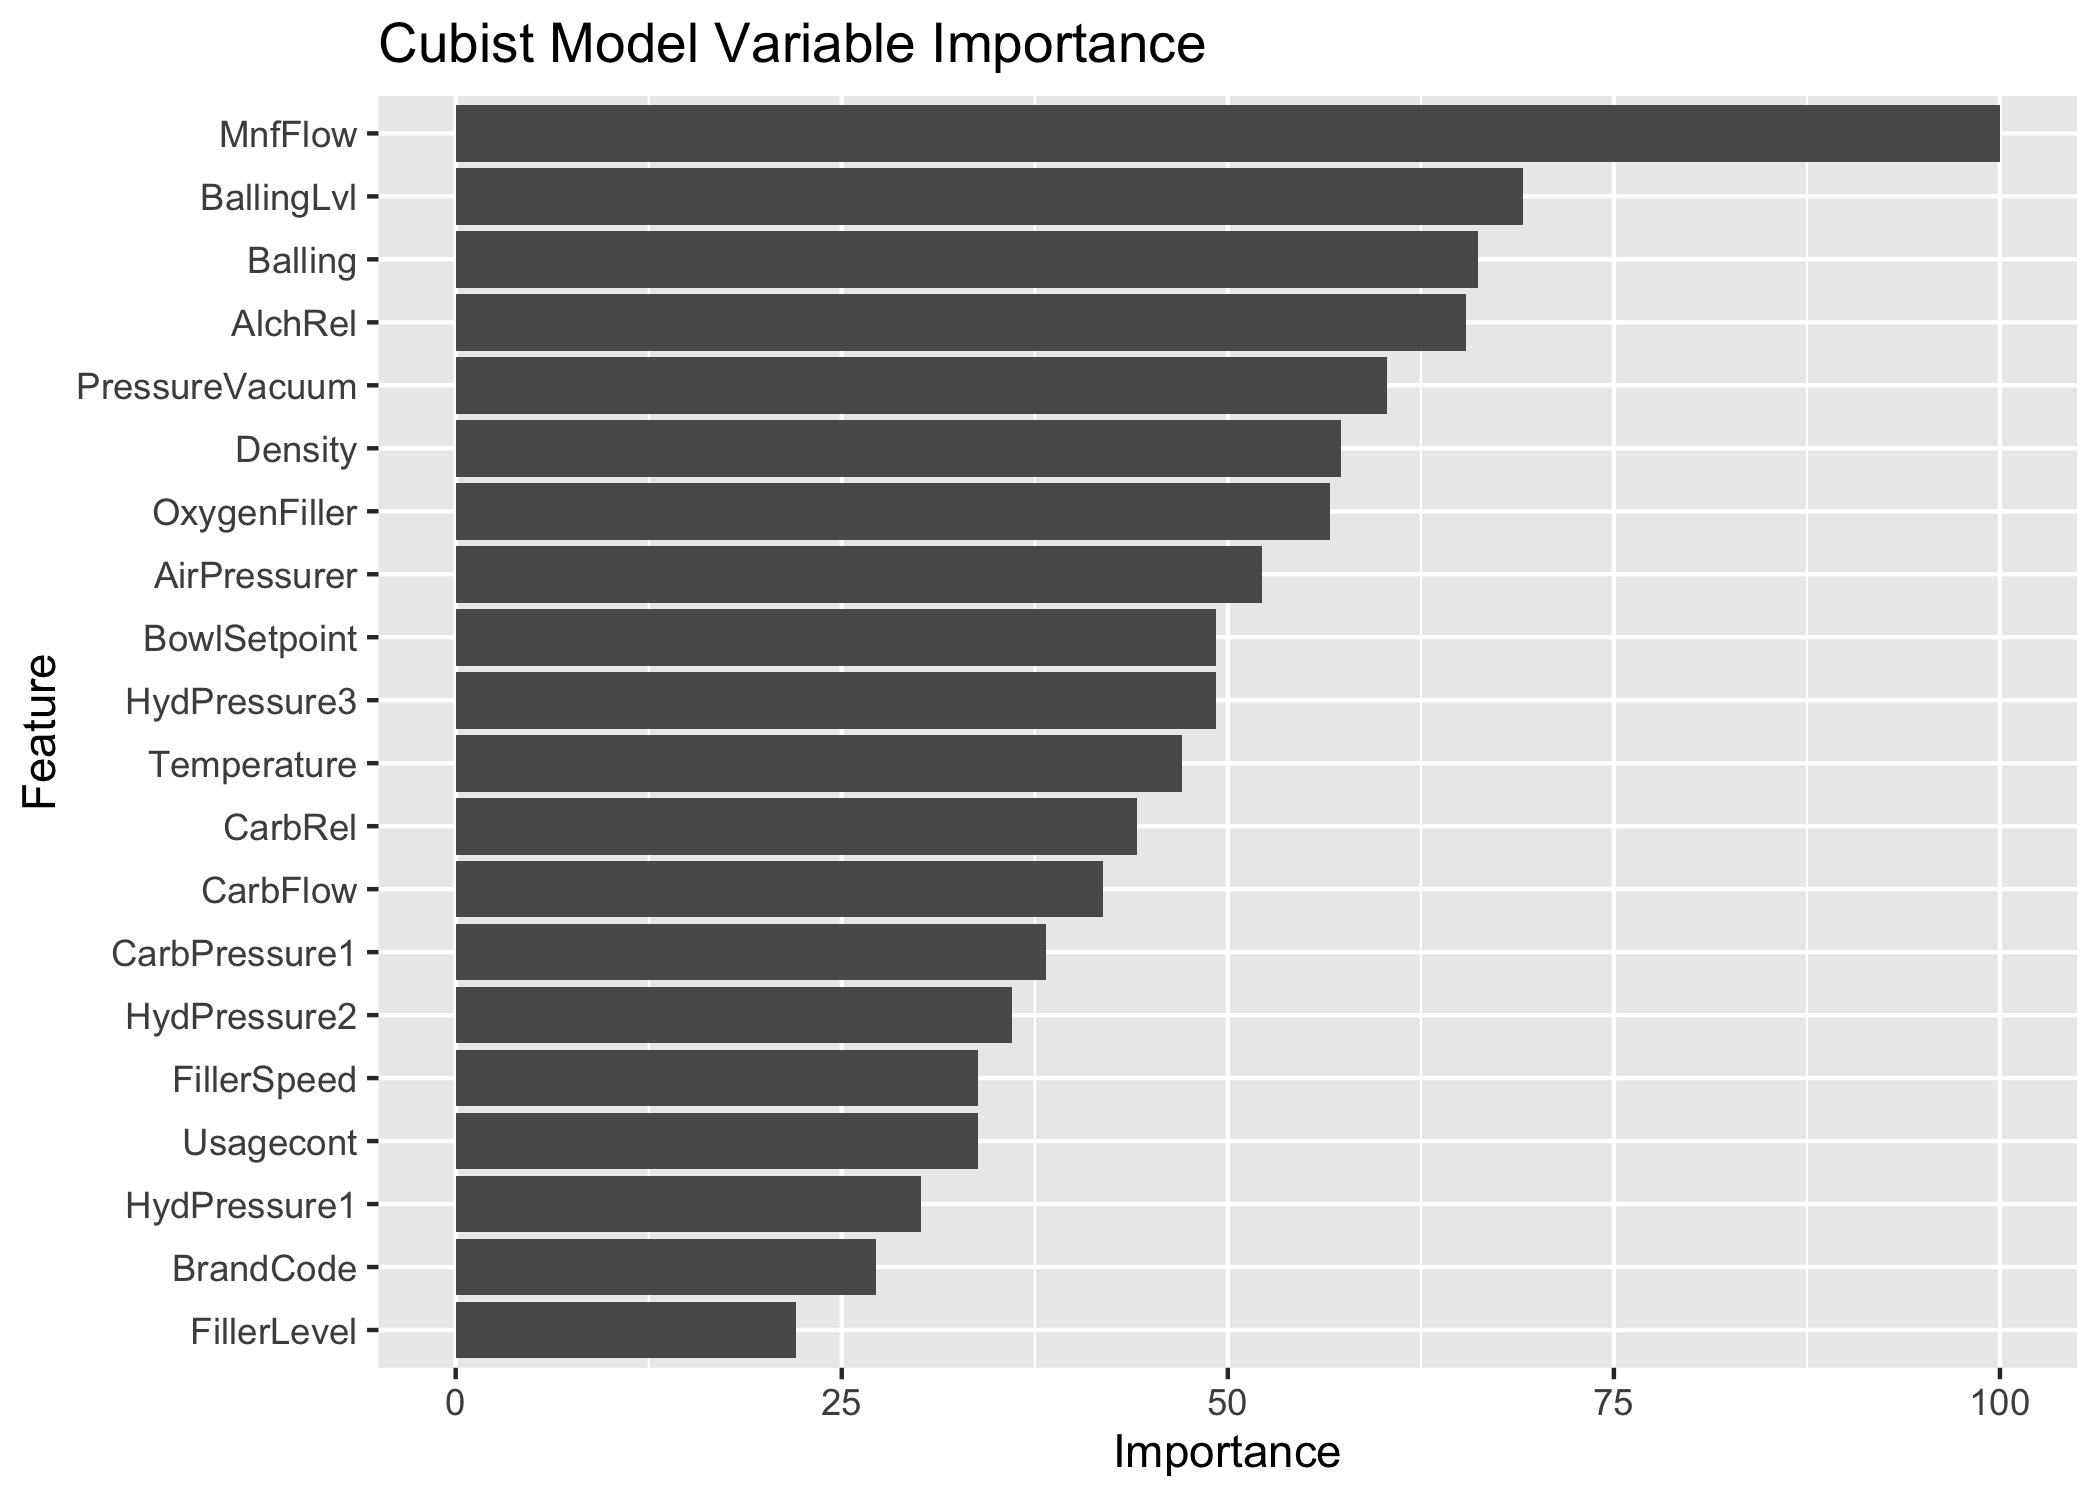 Cubist Model Variable Importance
Feature
MnfFlow
BallingLvl
Balling
AlchRel
PressureVacuum
Density
OxygenFiller
AirPressurer
BowlSetpoint
HydPressure3
Temperature
CarbRel
CarbFlow
CarbPressure1
HydPressure2
FillerSpeed
Usagecont
HydPressure1
BrandCode
FillerLevel
0 25 50 75 100
Importance